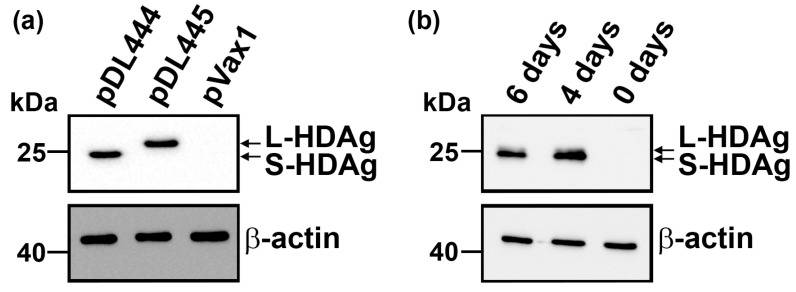 (a)
pDL444 pDL445 pVax1
kDa
25
L-HDAg
S-HDAg
40
β-actin
(b)
6 days 4 days 0 days
kDa
25
L-HDAg
S-HDAg
40
β-actin